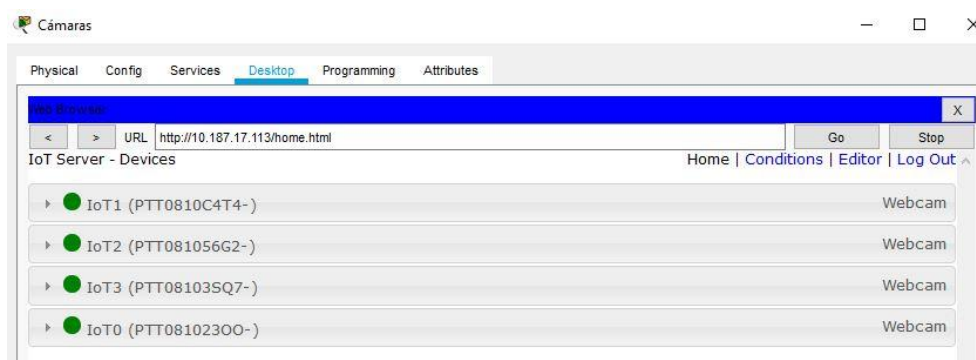 Cámaras
Physical Config Services Desktop Programming Attributes
Web Browser X
< > URL http://10.187.17.113/home.html Go Stop
IoT Server - Devices Home | Conditions | Editor | Log Out
IoT1 (PTT0810C4T4-) Webcam
IoT2 (PTT081056G2-) Webcam
IoT3 (PTT08103SQ7-) Webcam
IoT0 (PTT081023OO-) Webcam